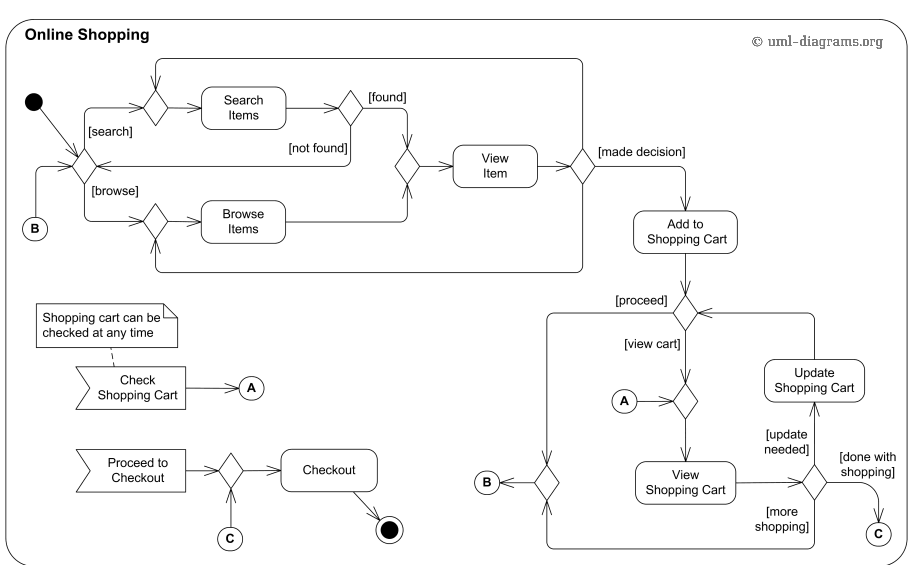 Online Shopping
© uml-diagrams.org
Search
Items
[found]
[search]
[not found]
[made decision]
View
Item
[browse]
Browse
Items
B
Add to
Shopping Cart
[proceed]
Shopping cart can be
checked at any time
[view cart]
Check
Shopping Cart
A
A
Update
Shopping Cart
[update
needed]
[done with
shopping]
Proceed to
Checkout
Checkout
View
Shopping Cart
B
[more
shopping]
C
C